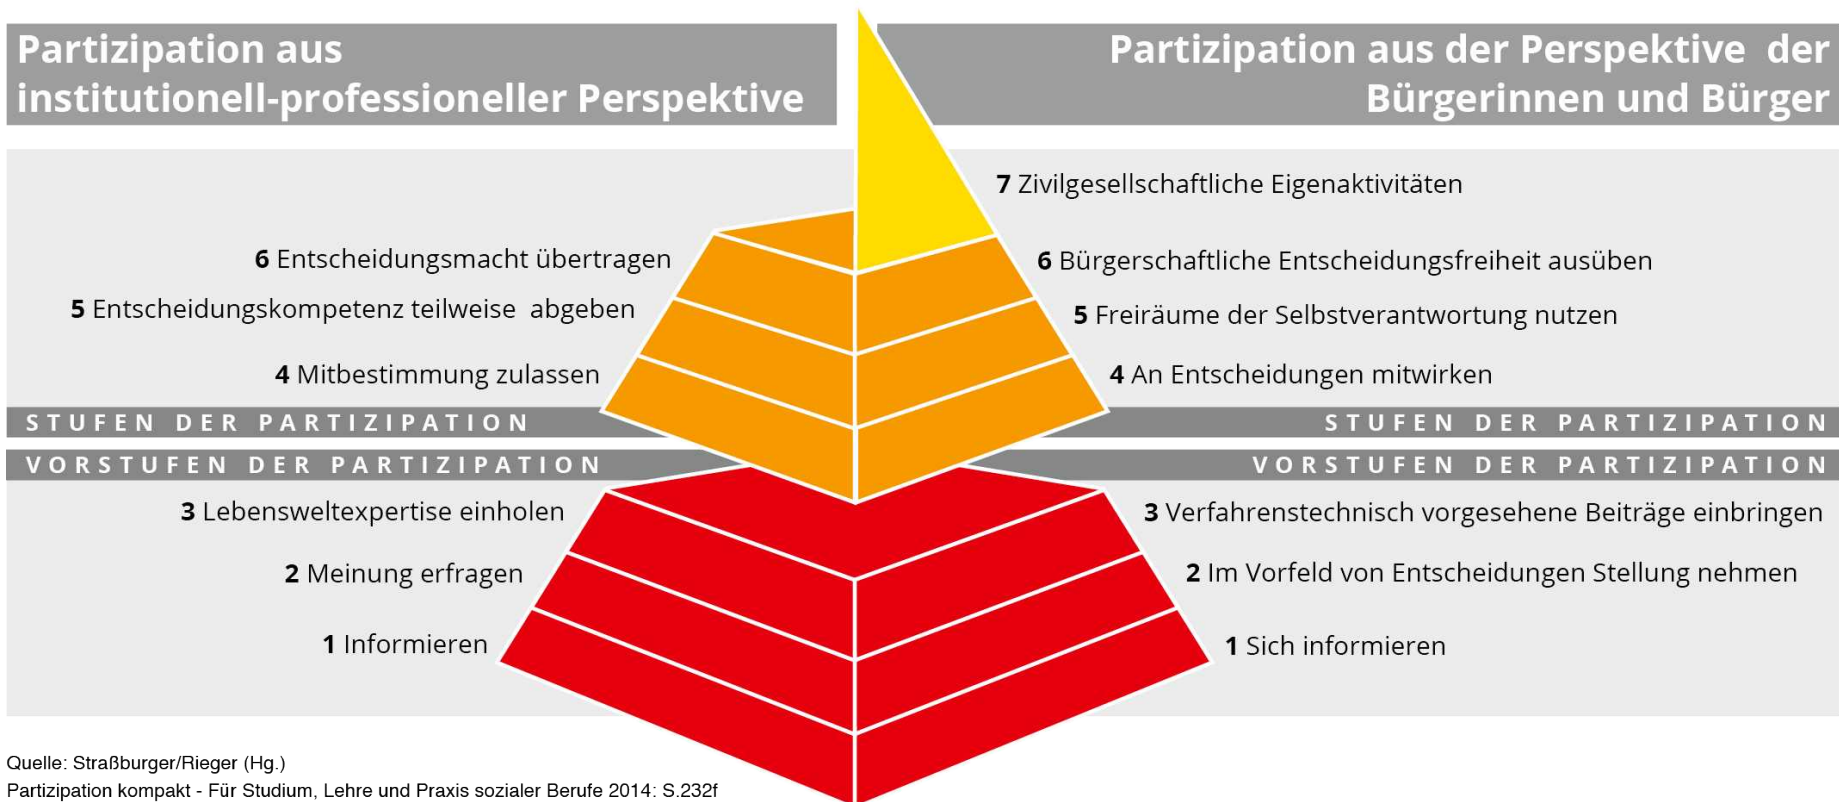 Partizipation aus
institutionell-professioneller Perspektive
Partizipation aus der Perspektive der
Bürgerinnen und Bürger
6 Entscheidungsmacht übertragen
5 Entscheidungskompetenz teilweise abgeben
4 Mitbestimmung zulassen
STUFEN DER PARTIZIPATION
VORSTUFEN DER PARTIZIPATION
3 Lebensweltexpertise einholen
2 Meinung erfragen
1 Informieren
7 Zivilgesellschaftliche Eigenaktivitäten
6 Bürgerschaftliche Entscheidungsfreiheit ausüben
5 Freiräume der Selbstverantwortung nutzen
4 An Entscheidungen mitwirken
STUFEN DER PARTIZIPATION
VORSTUFEN DER PARTIZIPATION
3 Verfahrenstechnisch vorgesehene Beiträge einbringen
2 Im Vorfeld von Entscheidungen Stellung nehmen
1 Sich informieren
Quelle: Straßburger/Rieger (Hg.)
Partizipation kompakt - Für Studium, Lehre und Praxis sozialer Berufe 2014: S.232f